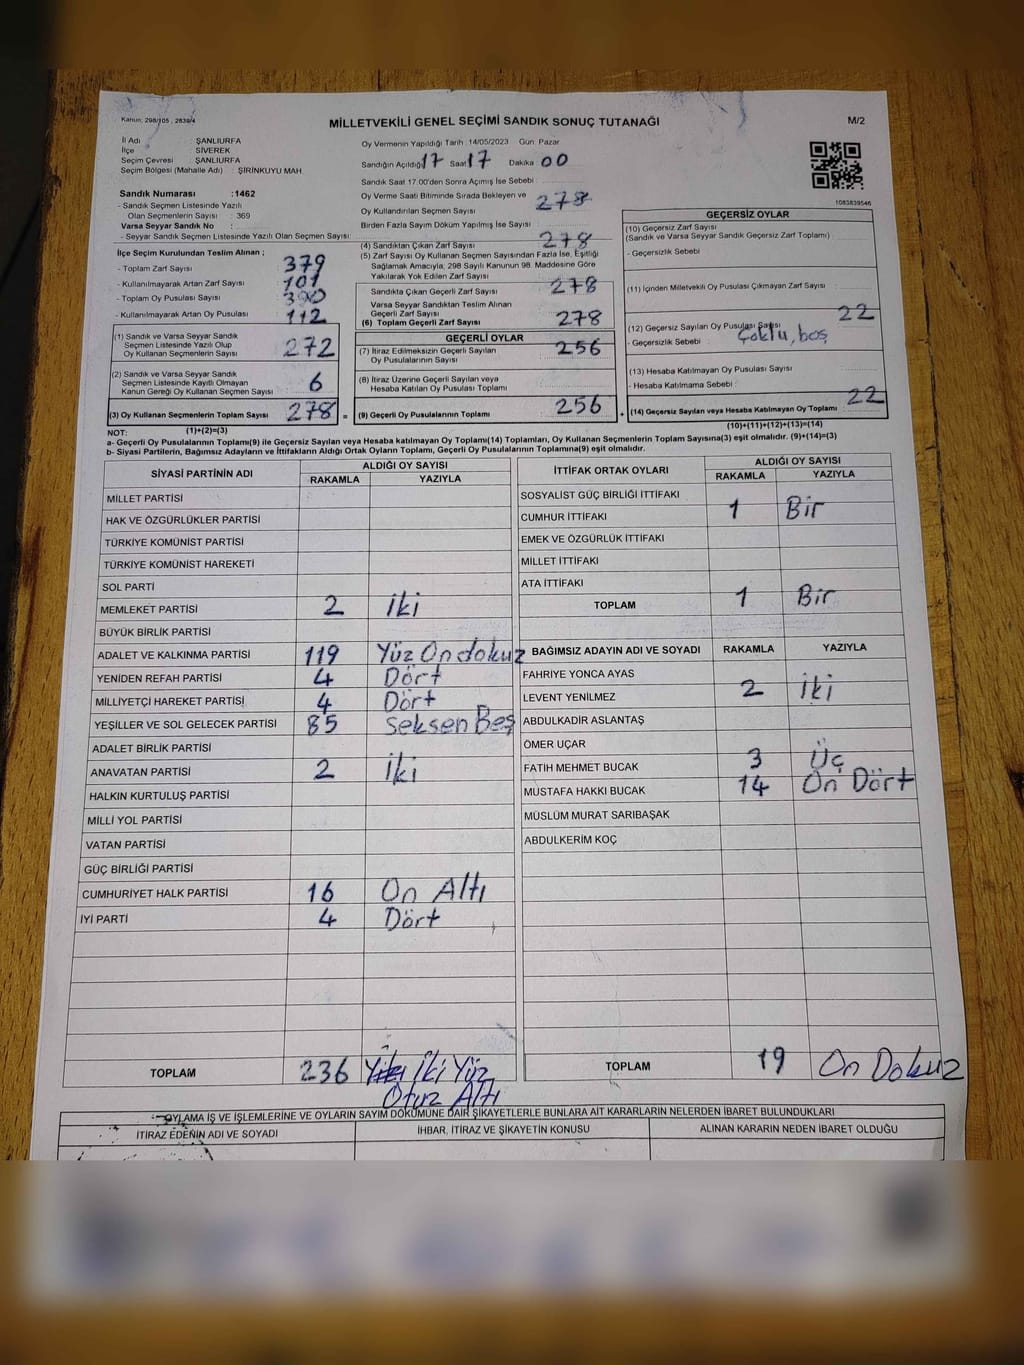 Kanun; 298/105 , 2839/4
MİLLETVEKİLİ GENEL SEÇİMİ SANDIK SONUÇ TUTANAĞI
M/2
İl Adı : ŞANLIURFA
İlçe : SİVEREK
Seçim Çevresi : ŞANLIURFA
Seçim Bölgesi (Mahalle Adı) : ŞIRINKUYU MAH.
Sandık Numarası :1462
- Sandık Seçmen Listesinde Yazılı
Olan Seçmenlerin Sayısı : 369
Varsa Seyyar Sandık No :
- Seyyar Seçmen Listesinde Yazılı Olan Seçmen Sayısı:
Oy Vermenin Yapıldığı Tarih : 14/05/2023 Gün: Pazar
Sandığın Açıldığı 17 Saat 17 Dakika 00
Sandık Saat 17.00'den Sonra Açımış İse Sebebi :
Oy Verme Saati Bitiminde Sırada Bekleyen ve
Oy Kullandırılan Seçmen Sayısı 278
Birden Fazla Sayım Döküm Yapılmış İse Sayısı :
1083839546
İlçe Seçim Kurulundan Teslim Alınan ;
- Toplam Zarf Sayısı 379
- Kullanılmayarak Artan Zarf Sayısı 101
- Toplam Oy Pusulası Sayısı
- Kullanılmayarak Artan Oy Pusulası 112
(1) Sandık ve Varsa Seyyar Sandık
Seçmen Listesinde Yazılı Olup
Oy Kullanan Seçmenlerin Sayısı 272
(2) Sandık ve Varsa Seyyar Sandık
Seçmen Listesinde Kayıtlı Olmayan
Kanun Gereği Oy Kullanan Seçmen Sayısı 6
(3) Oy Kullanan Seçmenlerin Toplam Sayısı 278 =
(1)+(2)=(3)
(4) Sandıktan Çıkan Zarf Sayısı 278
(5) Zarf Sayısı Oy Kullanan Seçmen Sayısından Fazla İse, Eşitliği
Sağlamak Amacıyla, 298 Sayılı Kanunun 98. Maddesine Göre
Yakılarak Yok Edilen Zarf Sayısı
Sandıkta Çıkan Geçerli Zarf Sayısı 278
Varsa Seyyar Sandıktan Teslim Alınan
Geçerli Zarf Sayısı
(6) Toplam Geçerli Zarf Sayısı 278
GEÇERLİ OYLAR
(7) İtiraz Edilmeksizin Geçerli Sayılan
Oy Pusulalarının Sayısı 256
(8) İtiraz Üzerine Geçerli Sayılan veya
Hesaba Katılan Oy Pusulası Toplamı
(9) Geçerli Oy Pusulalarının Toplamı 256 +
GEÇERSİZ OYLAR
(10) Geçersiz Zarf Sayısı
(Sandık ve Varsa Seyyar Sandık Geçersiz Zarf Toplamı)
- Geçersizlik Sebebi
(11) İçinden Milletvekili Oy Pusulası Çıkmayan Zarf Sayısı
(12) Geçersiz Sayılan Oy Pusulası Sayısı 22
- Geçersizlik Sebebi : Çoklu, boş
(13) Hesaba Katılmayan Oy Pusulası Sayısı
- Hesaba Katılmama Sebebi :
(14) Geçersiz Sayılan veya Hesaba Katılmayan Oy Toplamı 22
(10)+(11)+(12)+(13)=(14)
NOT:
a- Geçerli Oy Pusulalarının Toplamı(9) ile Geçersiz Sayılan veya Hesaba katılmayan Oy Toplamı(14) Toplamları, Oy Kullanan Seçmenlerin Toplam Sayısına(3) eşit olmalıdır. (9)+(14)=(3)
b- Siyasi Partilerin, Bağımsız Adayların ve İttifakların Aldığı Ortak Oyların Toplamı, Geçerli Oy Pusulalarının Toplamına(9) eşit olmalıdır.
SİYASİ PARTİNİN ADI ALDIĞI OY SAYISI
RAKAMLA YAZIYLA
MİLLET PARTİSİ
HAK VE ÖZGÜRLÜKLER PARTİSİ
TÜRKİYE KOMÜNİST PARTİSİ
TÜRKİYE KOMÜNİST HAREKETİ
SOL PARTİ
MEMLEKET PARTİSİ 2 iki
BÜYÜK BİRLİK PARTİSİ
ADALET VE KALKINMA PARTİSİ 119 Yüz Ondokuz
YENİDEN REFAH PARTİSİ 4 Dört
MİLLİYETÇİ HAREKET PARTİSİ 4 Dört
YEŞİLLER VE SOL GELECEK PARTİSİ 85 Seksen Beş
ADALET BİRLİK PARTİSİ
ANAVATAN PARTİSİ 2 iki
HALKIN KURTULUŞ PARTİSİ
MİLLİ YOL PARTİSİ
VATAN PARTİSİ
GÜÇ BİRLİĞİ PARTİSİ
CUMHURİYET HALK PARTİSİ 16 On Altı
İYİ PARTİ 4 Dört
TOPLAM 236 İki Yüz
Otuz Altı
İTTİFAK ORTAK OYLARI ALDIĞI OY SAYISI
RAKAMLA YAZIYLA
SOSYALİST GÜÇ BİRLİĞİ İTTİFAKI
CUMHUR İTTİFAKI 1 Bir
EMEK VE ÖZGÜRLÜK İTTİFAKI
MİLLET İTTİFAKI
ATA İTTİFAKI
TOPLAM 1 Bir
BAĞIMSIZ ADAYIN ADI VE SOYADI RAKAMLA YAZIYLA
FAHRİYE YONCA AYAS
LEVENT YENİLMEZ 2 iki
ABDULKADİR ASLANTAŞ
ÖMER UÇAR
FATİH MEHMET BUCAK 3 Üç
MUSTAFA HAKKI BUCAK 14 On Dört
MÜSLÜM MURAT SARIBAŞAK
ABDULKERİM KOÇ
TOPLAM 19 On Dokuz
OYLAMA İŞ VE İŞLEMLERİNE VE OYLARIN SAYIM DÖKÜMÜNE DAİR ŞİKAYETLERLE BUNLARA AİT KARARLARIN NELERDEN İBARET BULUNDUKLARI
İTİRAZ EDENİN ADI VE SOYADI İHBAR, İTİRAZ VE ŞİKAYETİN KONUSU ALINAN KARARIN NEDEN İBARET OLDUĞU